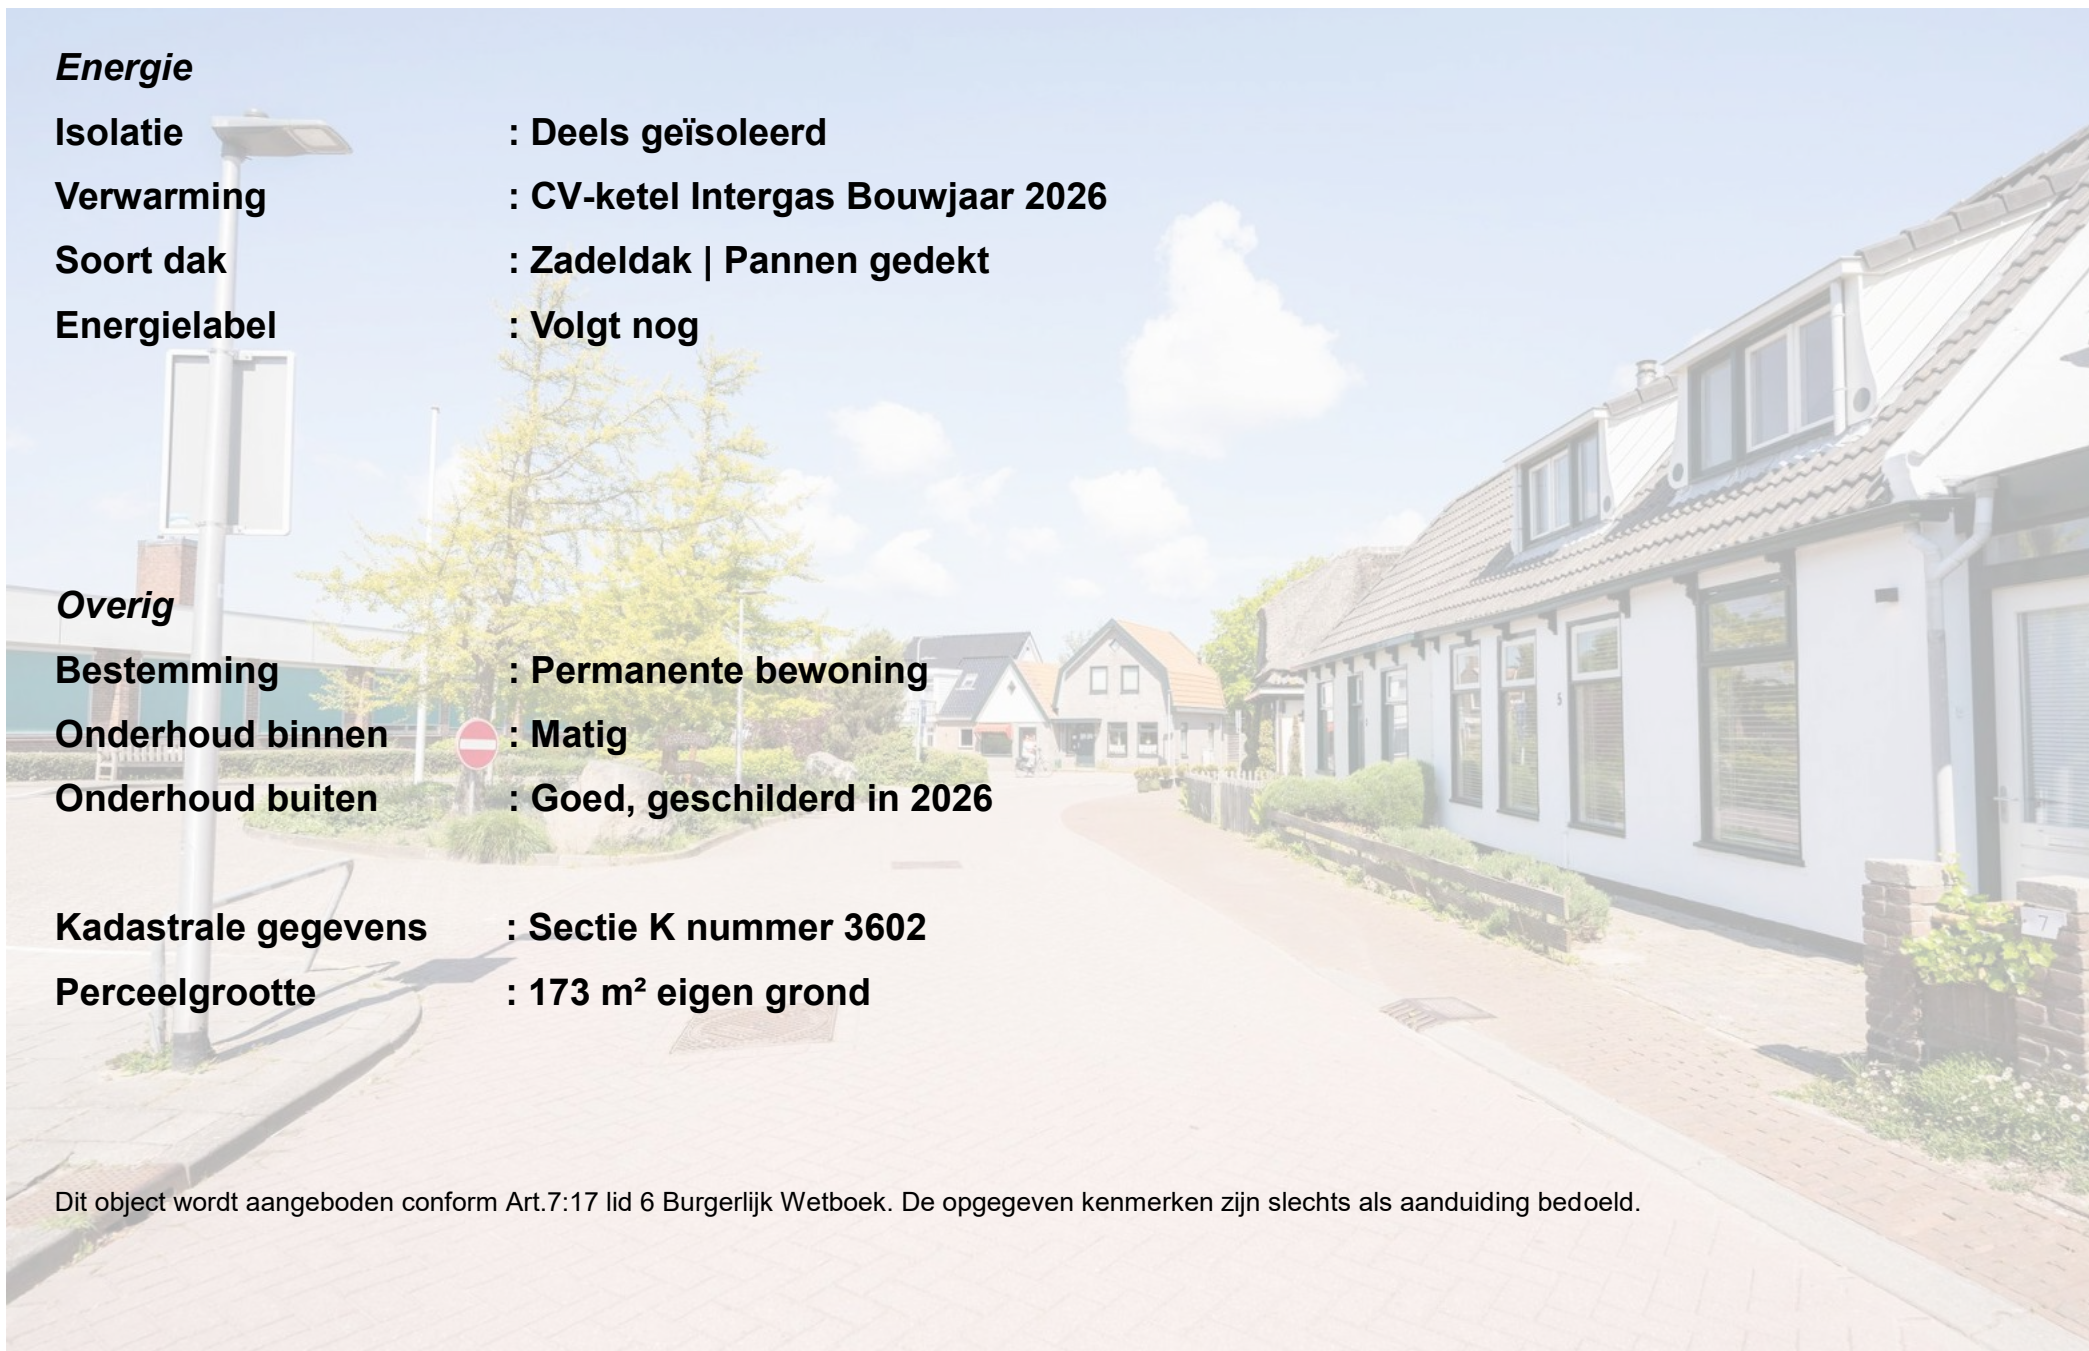 Energie
Isolatie : Deels geïsoleerd
Verwarming : CV-ketel Intergas Bouwjaar 2026
Soort dak : Zadeldak | Pannen gedekt
Energielabel : Volgt nog
Overig
Bestemming : Permanente bewoning
Onderhoud binnen : Matig
Onderhoud buiten : Goed, geschilderd in 2026
5
Kadastrale gegevens : Sectie K nummer 3602
7
Perceelgrootte : 173 m² eigen grond
Dit object wordt aangeboden conform Art.7:17 lid 6 Burgerlijk Wetboek. De opgegeven kenmerken zijn slechts als aanduiding bedoeld.